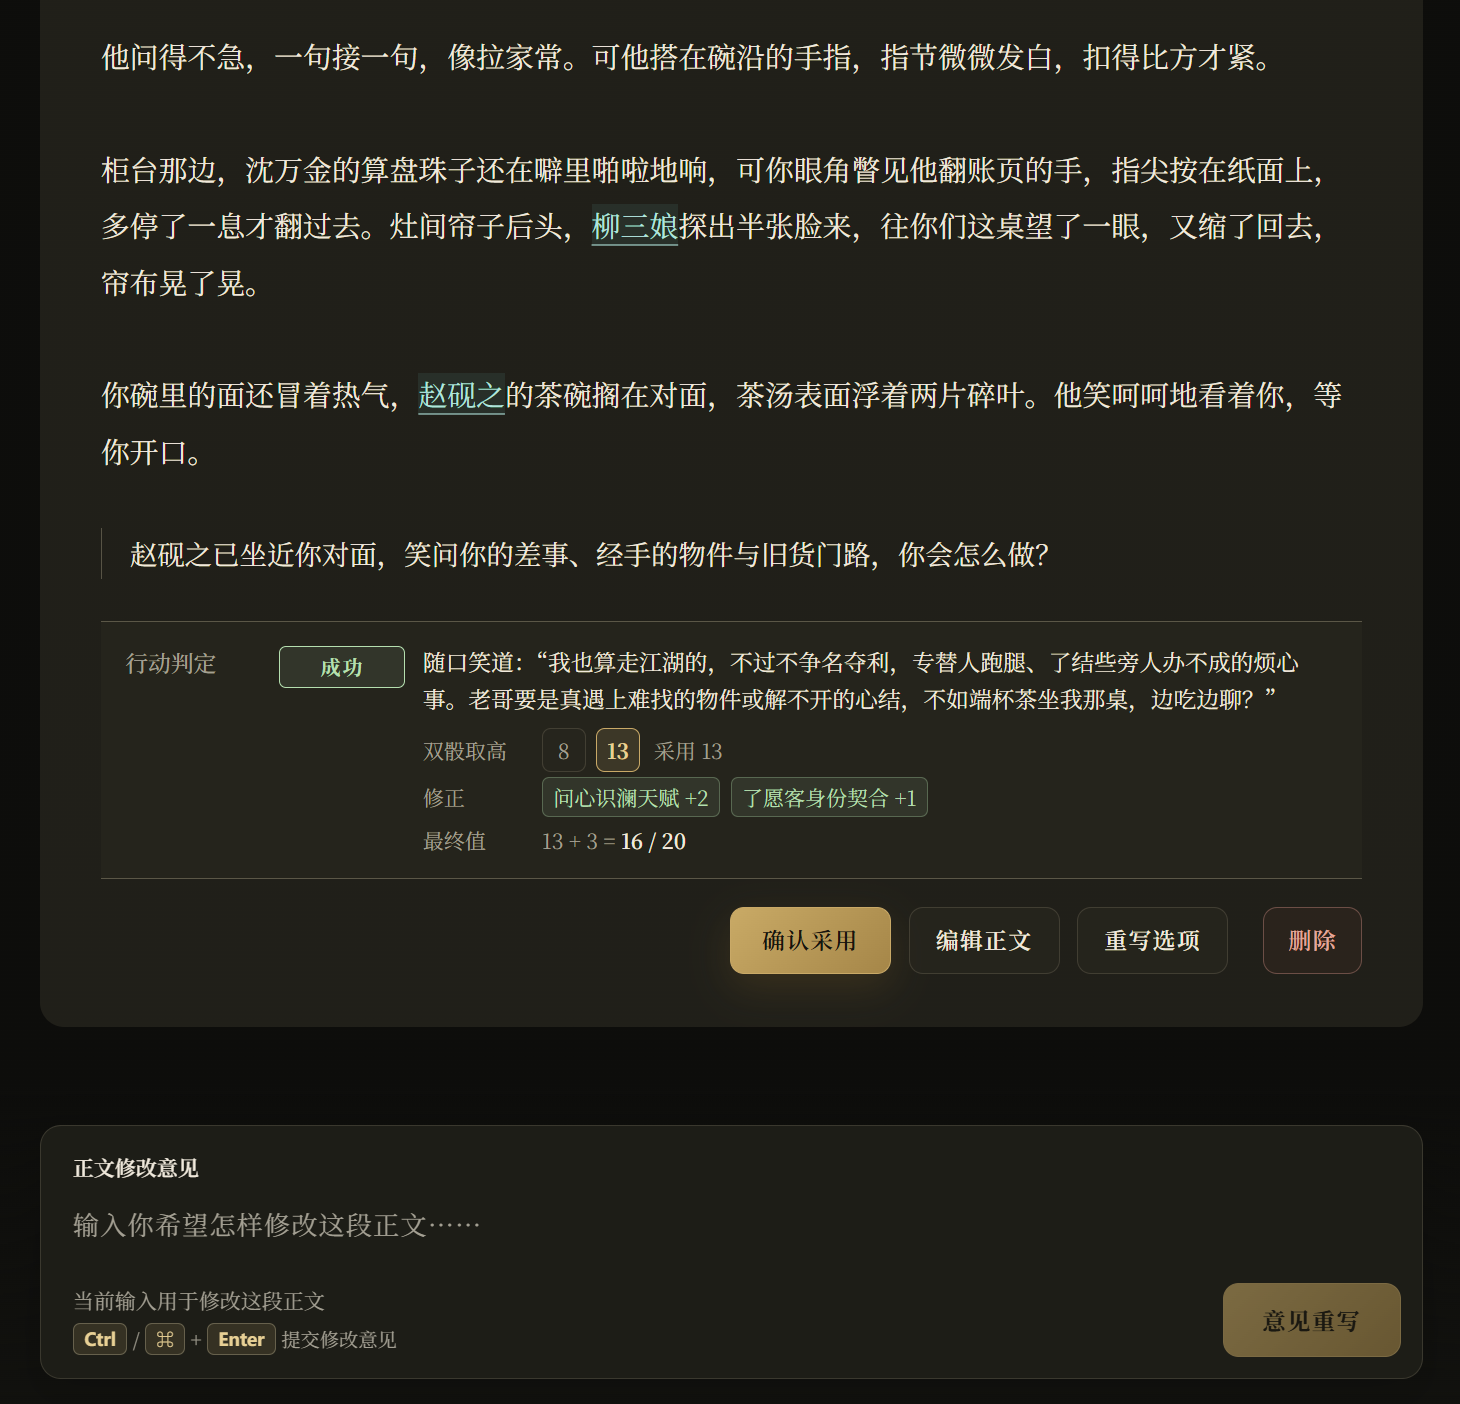 他问得不急，一句接一句，像拉家常。可他搭在碗沿的手指，指节微微发白，扣得比方才紧。
柜台那边，沈万金的算盘珠子还在噼里啪啦地响，可你眼角瞥见他翻账页的手，指尖按在纸面上，
多停了一息才翻过去。灶间帘子后头，柳三娘探出半张脸来，往你们这桌望了一眼，又缩了回去，
帘布晃了晃。
你碗里的面还冒着热气，赵砚之的茶碗搁在对面，茶汤表面浮着两片碎叶。他笑呵呵地看着你，等
你开口。
赵砚之已坐近你对面，笑问你的差事、经手的物件与旧货门路，你会怎么做？
行动判定 成功 随口笑道：“我也算走江湖的，不过不争名夺利，专替人跑腿、了结些旁人办不成的烦心
事。老哥要是真遇上难找的物件或解不开的心结，不如端杯茶坐我那桌，边吃边聊？”
双骰取高 8 13 采用 13
修正 问心识澜天赋 +2 了愿客身份契合 +1
最终值 13 + 3 = 16 / 20
确认采用 编辑正文 重写选项 删除
正文修改意见
输入你希望怎样修改这段正文……
当前输入用于修改这段正文
Ctrl / ⌘ + Enter 提交修改意见
意见重写